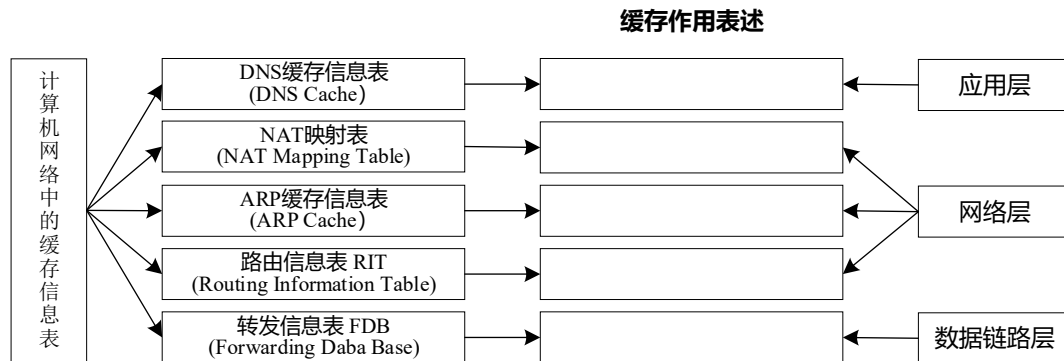 缓存作用表述
计算机网络中的缓存信息表
DNS缓存信息表
(DNS Cache）
应用层
NAT映射表
(NAT Mapping Table)
ARP缓存信息表
(ARP Cache）
网络层
路由信息表 RIT
(Routing Information Table)
转发信息表 FDB
(Forwarding Daba Base)
数据链路层